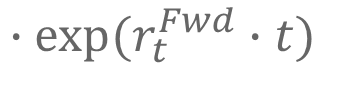 · exp(r_t^{Fwd} · t)